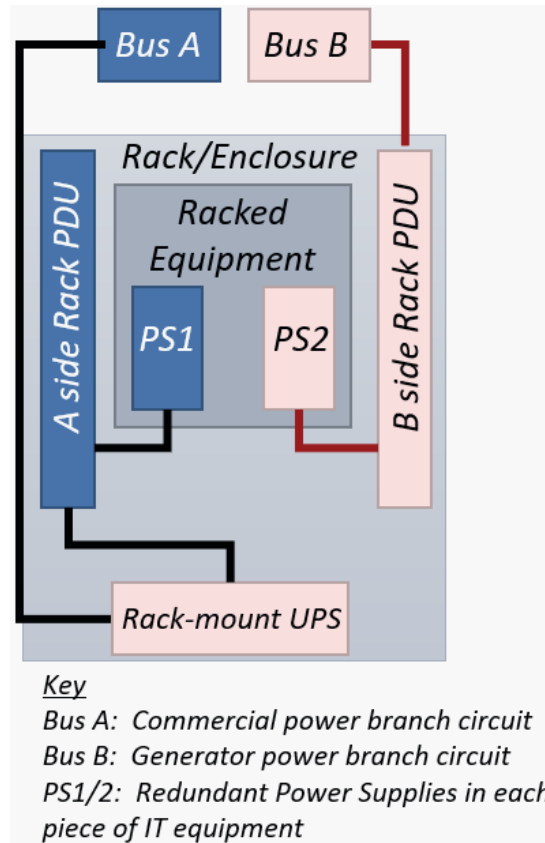 Bus A
Bus B
Rack/Enclosure
A side Rack PDU
Racked
Equipment
PS1
PS2
B side Rack PDU
Rack-mount UPS
Key
Bus A: Commercial power branch circuit
Bus B: Generator power branch circuit
PS1/2: Redundant Power Supplies in each
piece of IT equipment